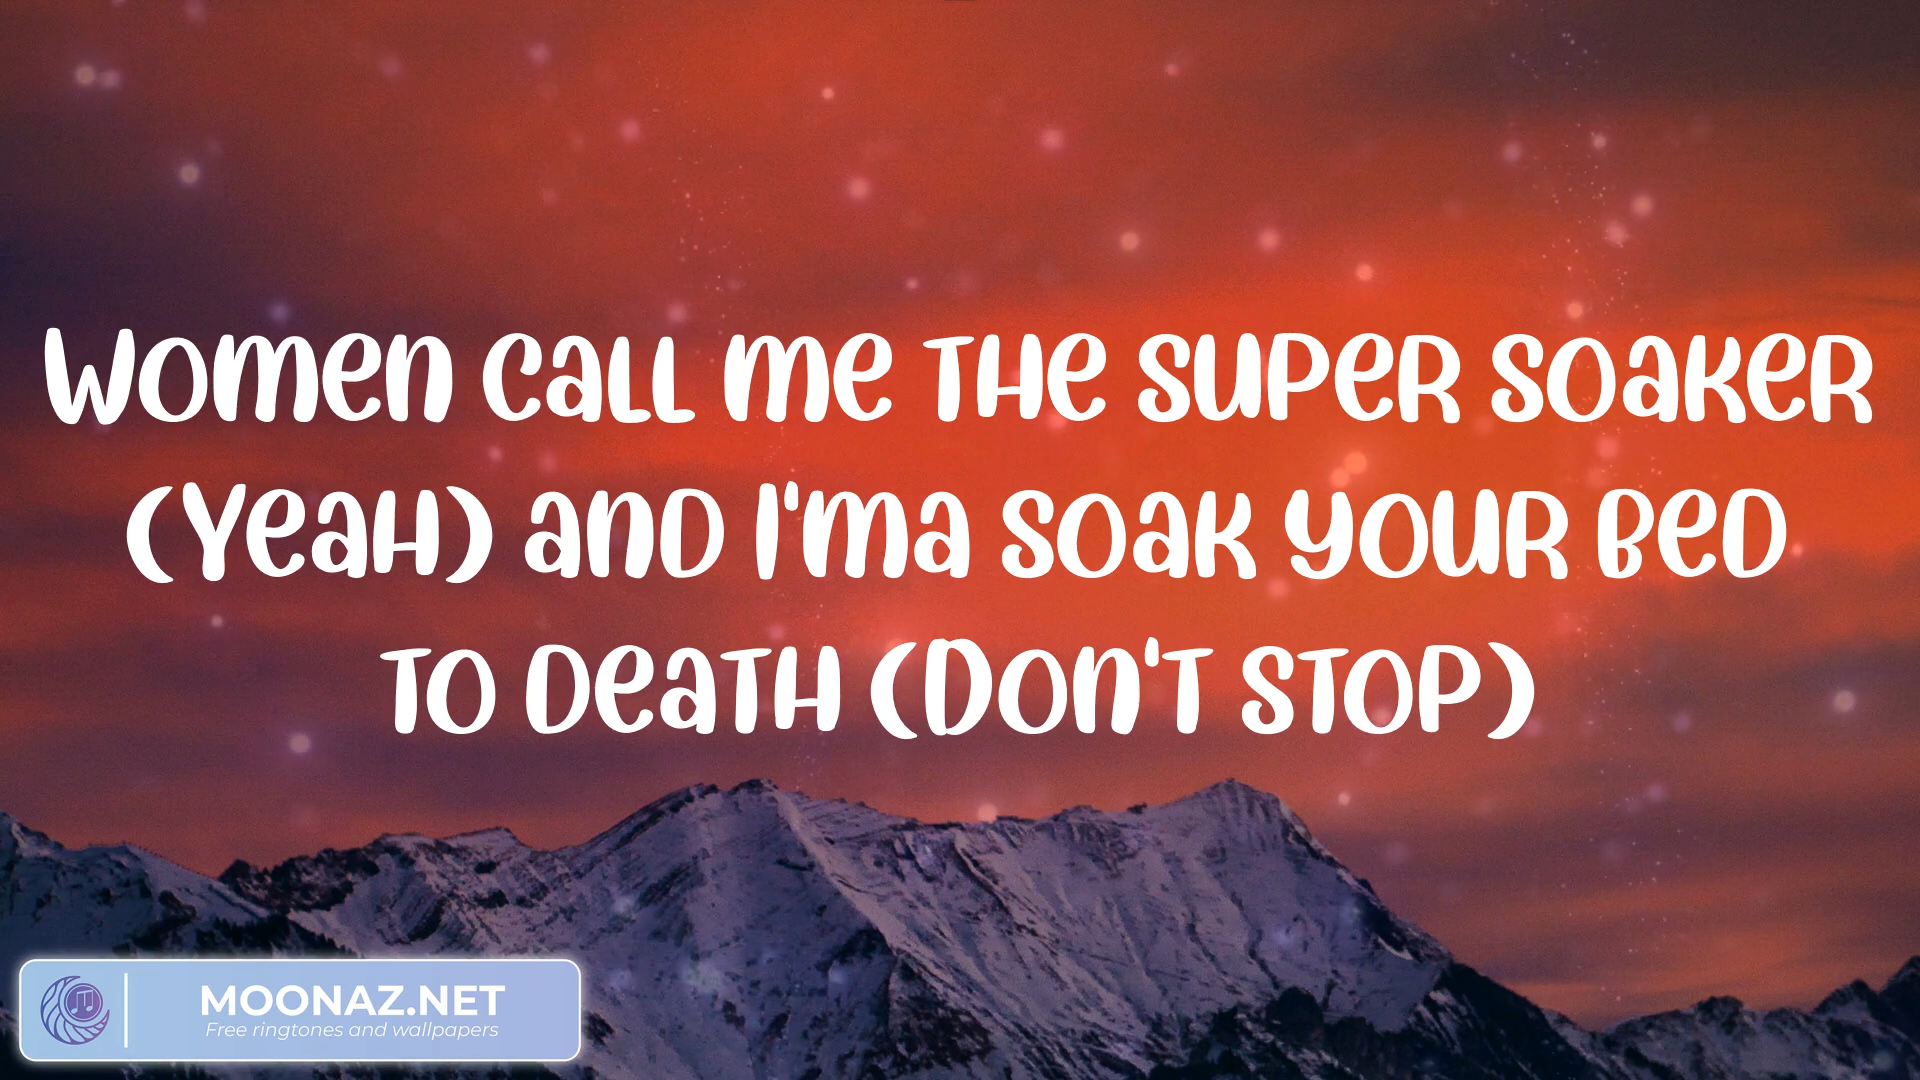 Women call me the super soaker
(Yeah) and I'ma soak your bed
to death (Don't stop)
MOONAZ.NET
Free ringtones and wallpapers